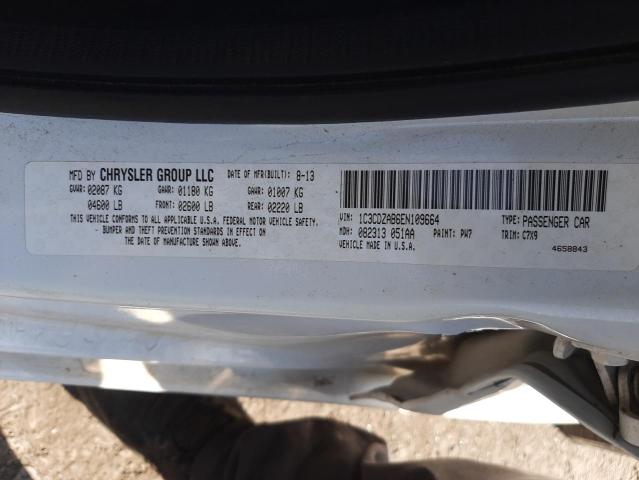 MFD BY CHRYSLER GROUP LLC DATE OF MFR(BUILT): 8-13
GVWR: 02087 KG GAWR: 01180 KG GAWR: 01007 KG
04600 LB FRONT: 02600 LB REAR: 02220 LB
THIS VEHICLE CONFORMS TO ALL APPLICABLE U.S.A. FEDERAL MOTOR VEHICLE SAFETY,
BUMPER AND THEFT PREVENTION STANDARDS IN EFFECT ON
THE DATE OF MANUFACTURE SHOWN ABOVE.
VIN: 1C3CDZAB6EN109664 TYPE: PASSENGER CAR
MDH: 082313 051AA PAINT: PW7 TRIM: C7X9
VEHICLE MADE IN U.S.A. 4658843